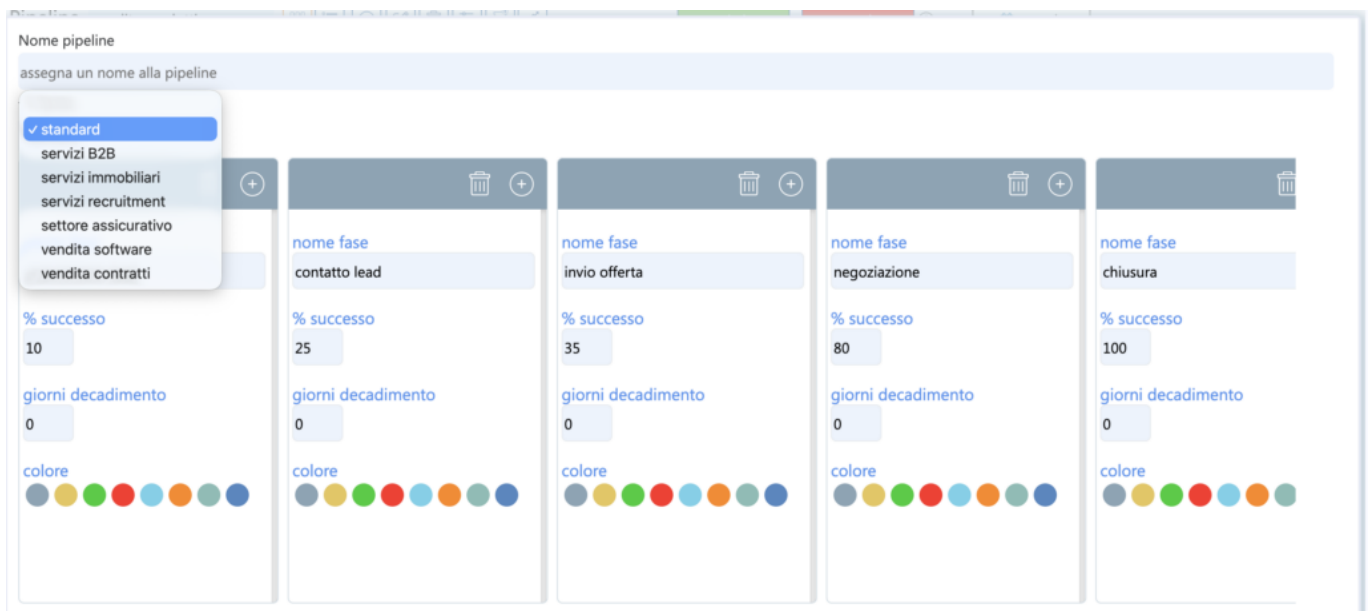 Pipeline
Nome pipeline
assegna un nome alla pipeline
✓ standard
servizi B2B
servizi immobiliari
servizi recruitment
settore assicurativo
vendita software
vendita contratti
nome fase nome fase nome fase nome fase
contatto lead invio offerta negoziazione chiusura
% successo % successo % successo % successo % successo
10 25 35 80 100
giorni decadimento giorni decadimento giorni decadimento giorni decadimento giorni decadimento
0 0 0 0 0
colore colore colore colore colore